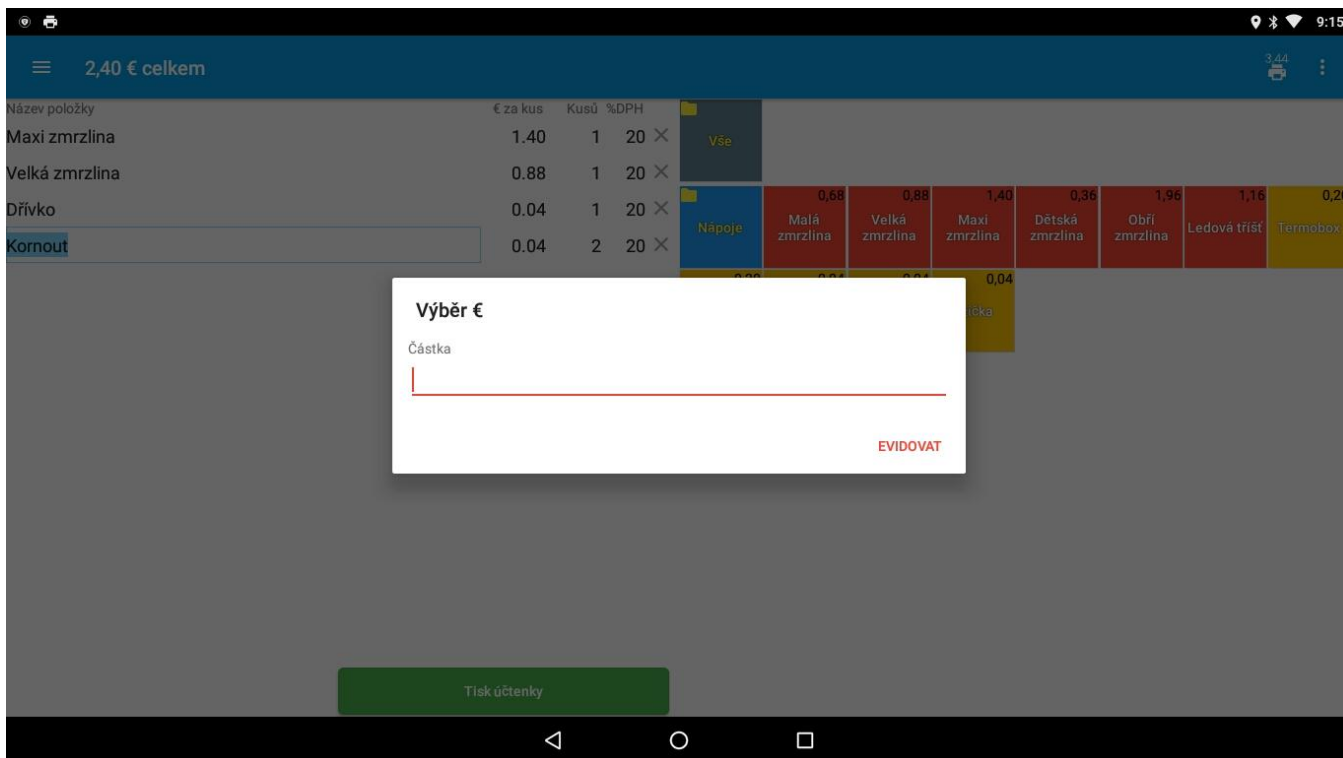 9:15
2,40 € celkem
3,44
Název položky € za kus Kusů %DPH
Maxi zmrzlina 1.40 1 20
Velká zmrzlina 0.88 1 20
Dřívko 0.04 1 20
Kornout 0.04 2 20
Vše
Nápoje
0,68
Malá
zmrzlina
0,88
Velká
zmrzlina
1,40
Maxi
zmrzlina
0,36
Dětská
zmrzlina
1,96
Obří
zmrzlina
1,16
Ledová tříšť
Termobox
0,04
Výběr €
Částka
EVIDOVAT
Tisk účtenky